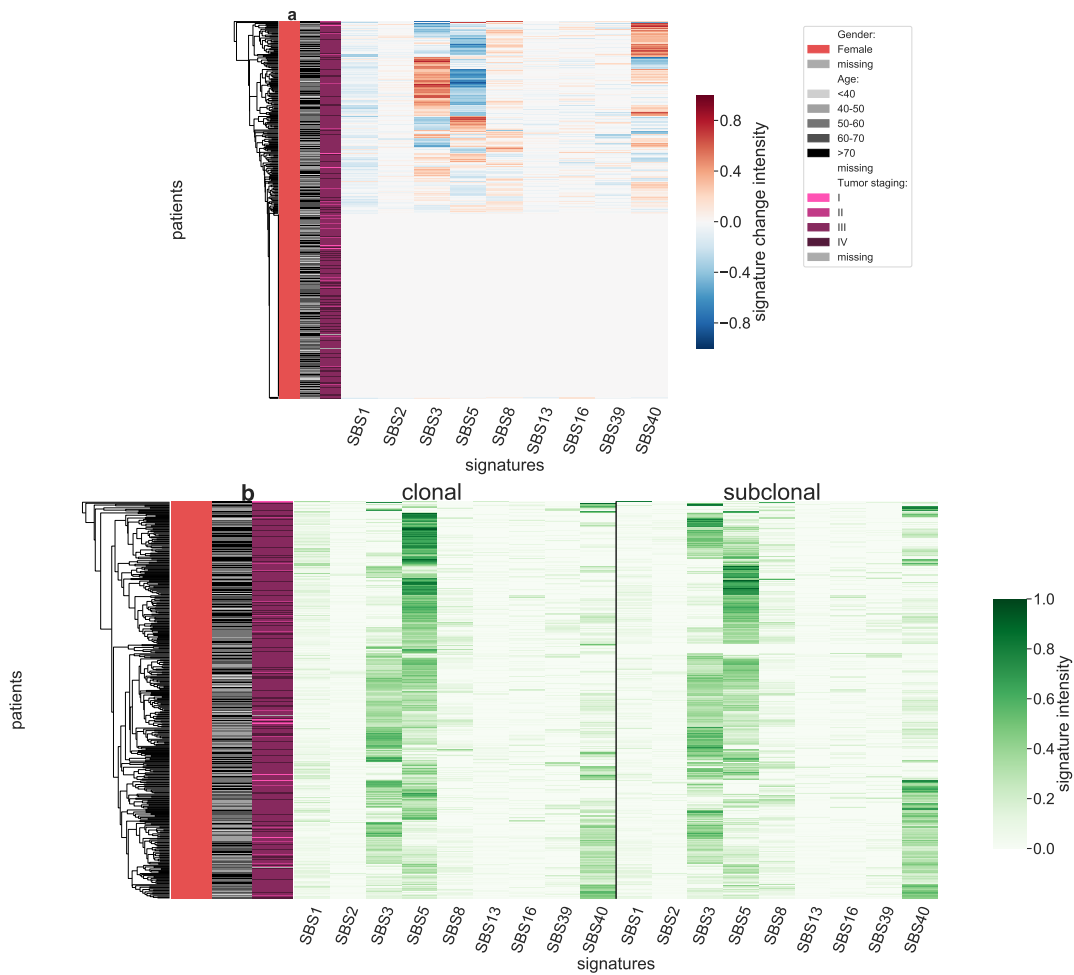 a
patients
SBS1
SBS2
SBS3
SBS5
SBS8
SBS13
SBS16
SBS39
SBS40
signatures
0.8
0.4
0.0
−0.4
−0.8
signature change intensity
Gender:
Female
missing
Age:
<40
40-50
50-60
60-70
>70
missing
Tumor staging:
I
II
III
IV
missing
b
clonal
subclonal
patients
SBS1
SBS2
SBS3
SBS5
SBS8
SBS13
SBS16
SBS39
SBS40
SBS1
SBS2
SBS3
SBS5
SBS8
SBS13
SBS16
SBS39
SBS40
signatures
1.0
0.8
0.6
0.4
0.2
0.0
signature intensity